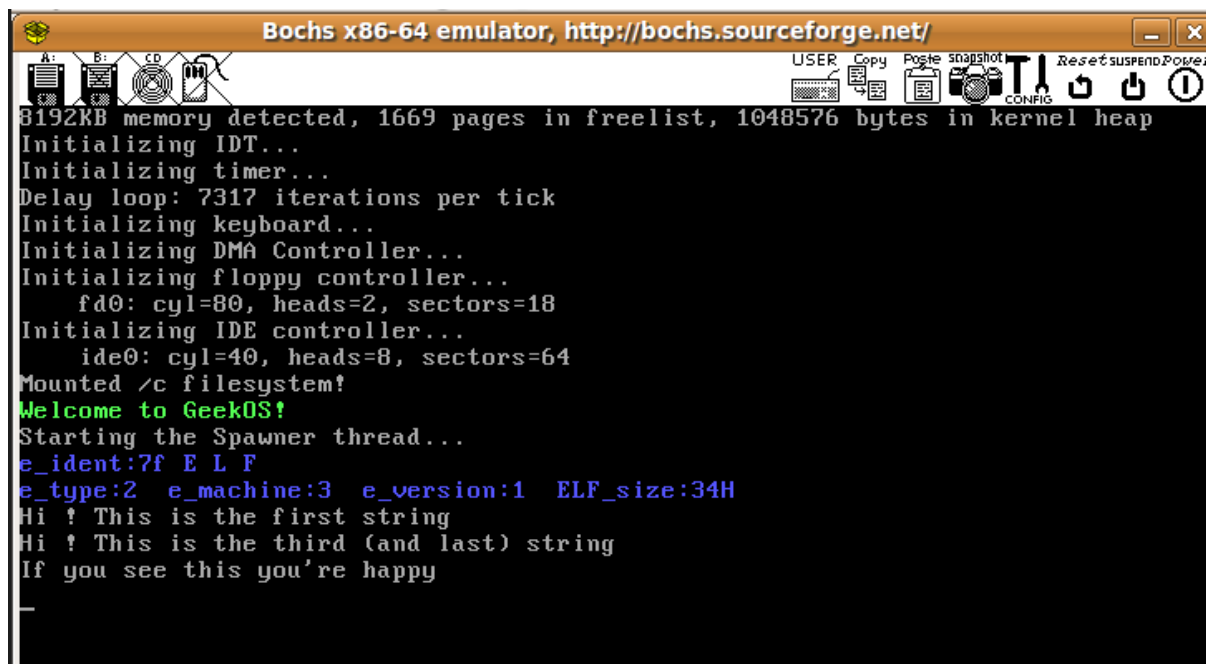 Bochs x86-64 emulator, http://bochs.sourceforge.net/
A: B: CD USER Copy Paste snapshot CONFIG Reset SUSPEND Power
8192KB memory detected, 1669 pages in freelist, 1048576 bytes in kernel heap
Initializing IDT...
Initializing timer...
Delay loop: 7317 iterations per tick
Initializing keyboard...
Initializing DMA Controller...
Initializing floppy controller...
fd0: cyl=80, heads=2, sectors=18
Initializing IDE controller...
ide0: cyl=40, heads=8, sectors=64
Mounted /c filesystem!
Welcome to GeekOS!
Starting the Spawner thread...
e_ident:7f E L F
e_type:2 e_machine:3 e_version:1 ELF_size:34H
Hi ! This is the first string
Hi ! This is the third (and last) string
If you see this you're happy
_